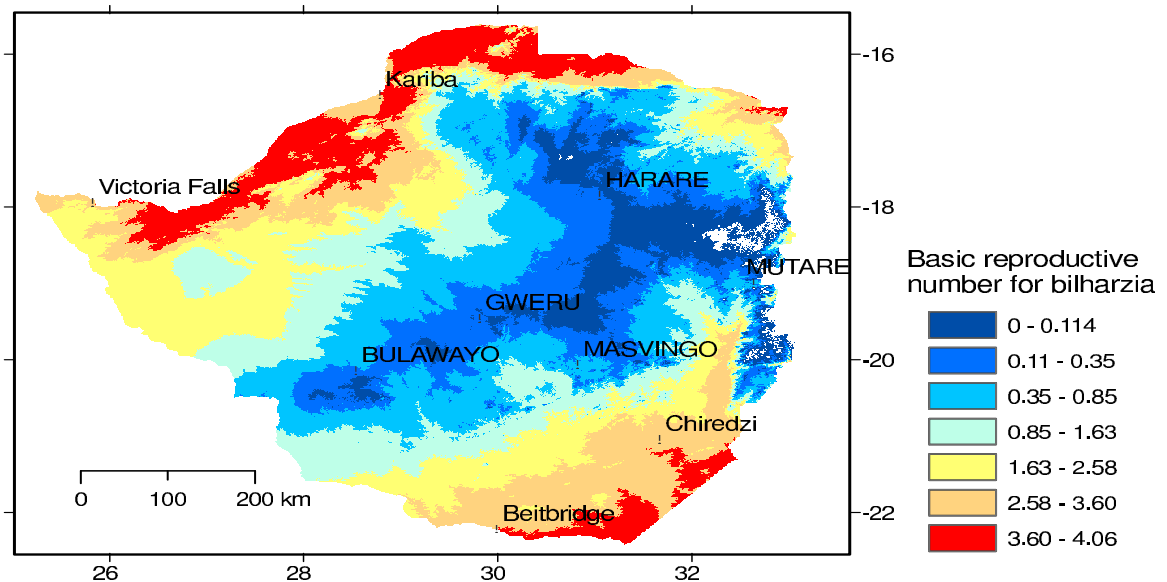 -16
Kariba
Victoria Falls
HARARE
-18
MUTARE
GWERU
BULAWAYO
MASVINGO
-20
Chiredzi
0 100 200 km
Beitbridge
-22
26 28 30 32
Basic reproductive
number for bilharzia
0 - 0.114
0.11 - 0.35
0.35 - 0.85
0.85 - 1.63
1.63 - 2.58
2.58 - 3.60
3.60 - 4.06